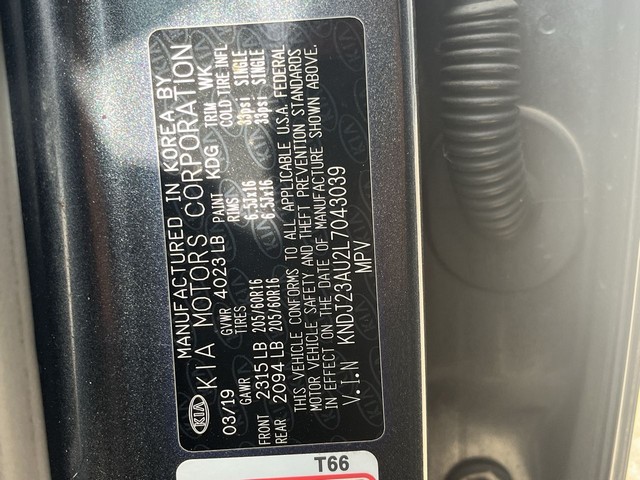 MANUFACTURED IN KOREA BY
KIA KIA MOTORS CORPORATION
03/19 GVWR 4023 LB PAINT KDG TRIM WK
GAWR TIRES RIMS COLD TIRE INFL
FRONT 2315 LB 205/60R16 6.5Jx16 33psi SINGLE
REAR 2094 LB 205/60R16 6.5Jx16 33psi SINGLE
THIS VEHICLE CONFORMS TO ALL APPLICABLE U.S.A. FEDERAL
MOTOR VEHICLE SAFETY AND THEFT PREVENTION STANDARDS
IN EFFECT ON THE DATE OF MANUFACTURE SHOWN ABOVE.
V.I.N KNDJ23AU2L7043039
MPV
T66